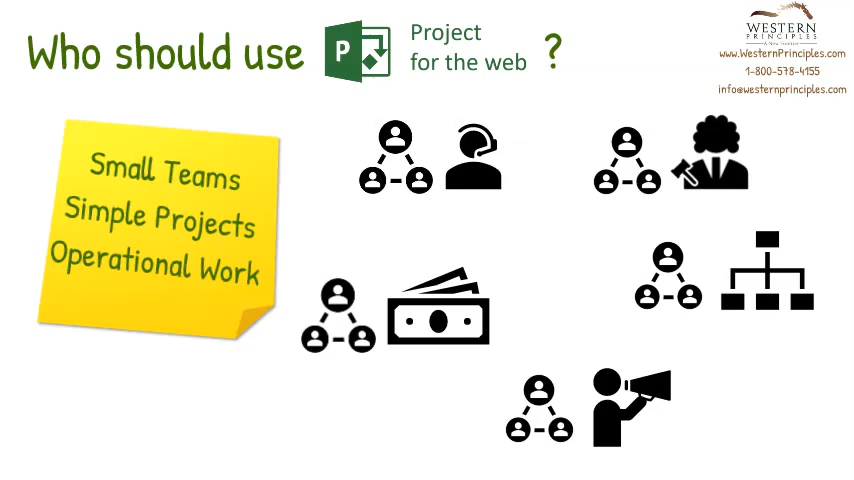 Who should use
P
Project
for the web
?
WESTERN
PRINCIPLES
www.WesternPrinciples.com
1-800-578-4155
info@westernprinciples.com
Small Teams
Simple Projects
Operational Work